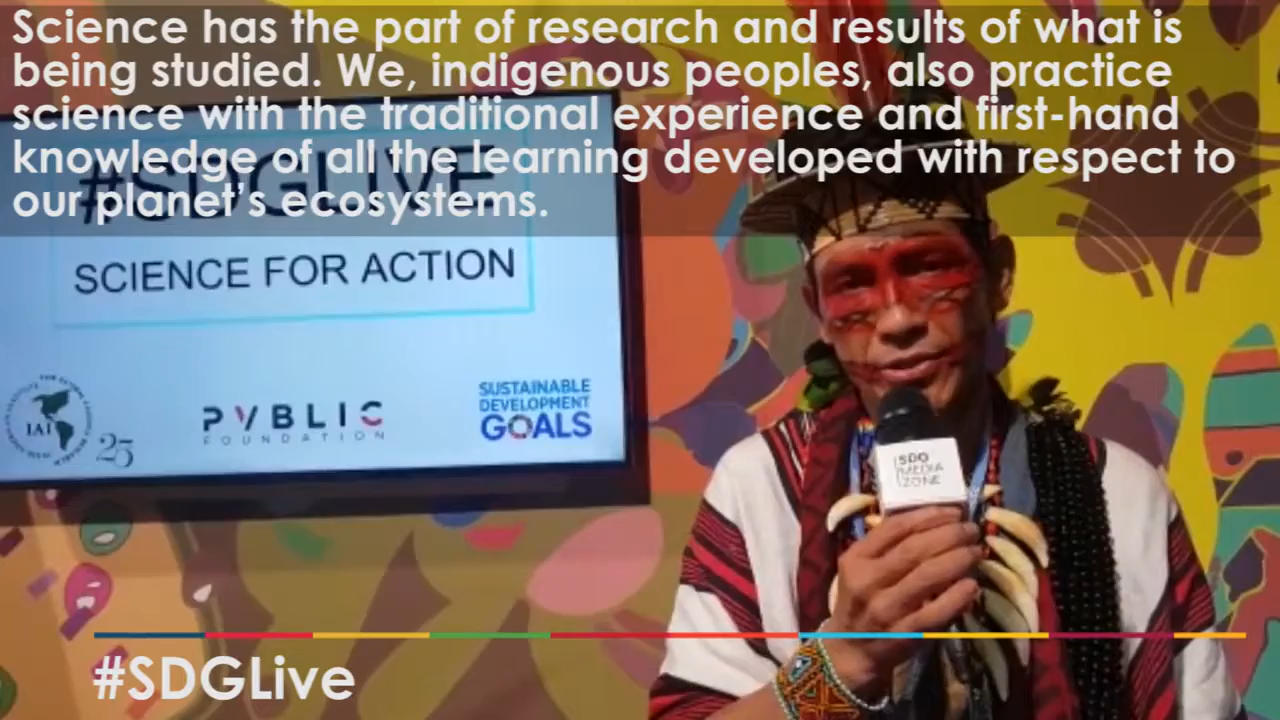 Science has the part of research and results of what is
being studied. We, indigenous peoples, also practice
science with the traditional experience and first-hand
knowledge of all the learning developed with respect to
our planet's ecosystems.
#SDGLIVE
SCIENCE FOR ACTION
IAI
25
PVBLIC
FOUNDATION
SUSTAINABLE
DEVELOPMENT
GOALS
SDG
MEDIA
ZONE
#SDGLive